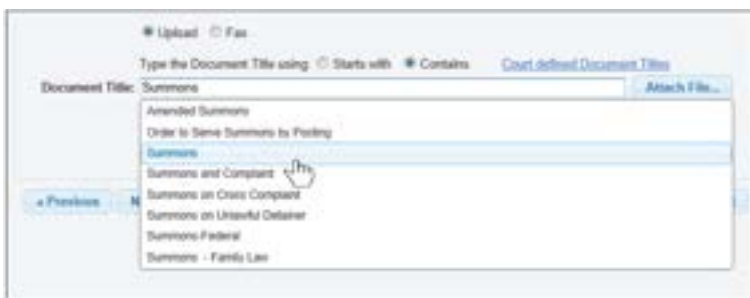 Upload Fax
Type the Document Title using: Starts with Contains Court defined Document Titles
Document Title: Summons Attach File...
Amended Summons
Order to Serve Summons by Posting
Summons
Summons and Complaint
« Previous N Summons on Cross Complaint
Summons on Unlawful Detainer
Summons-Federal
Summons - Family Law